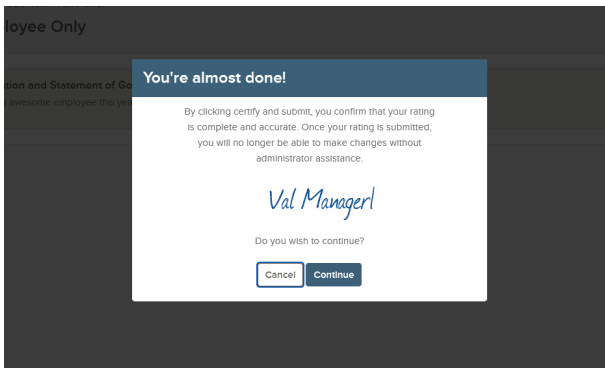 loyee Only
tion and Statement of Go
awesome employee this yea
You're almost done!
By clicking certify and submit, you confirm that your rating
is complete and accurate. Once your rating is submitted,
you will no longer be able to make changes without
administrator assistance.
Val Manager1
Do you wish to continue?
Cancel Continue